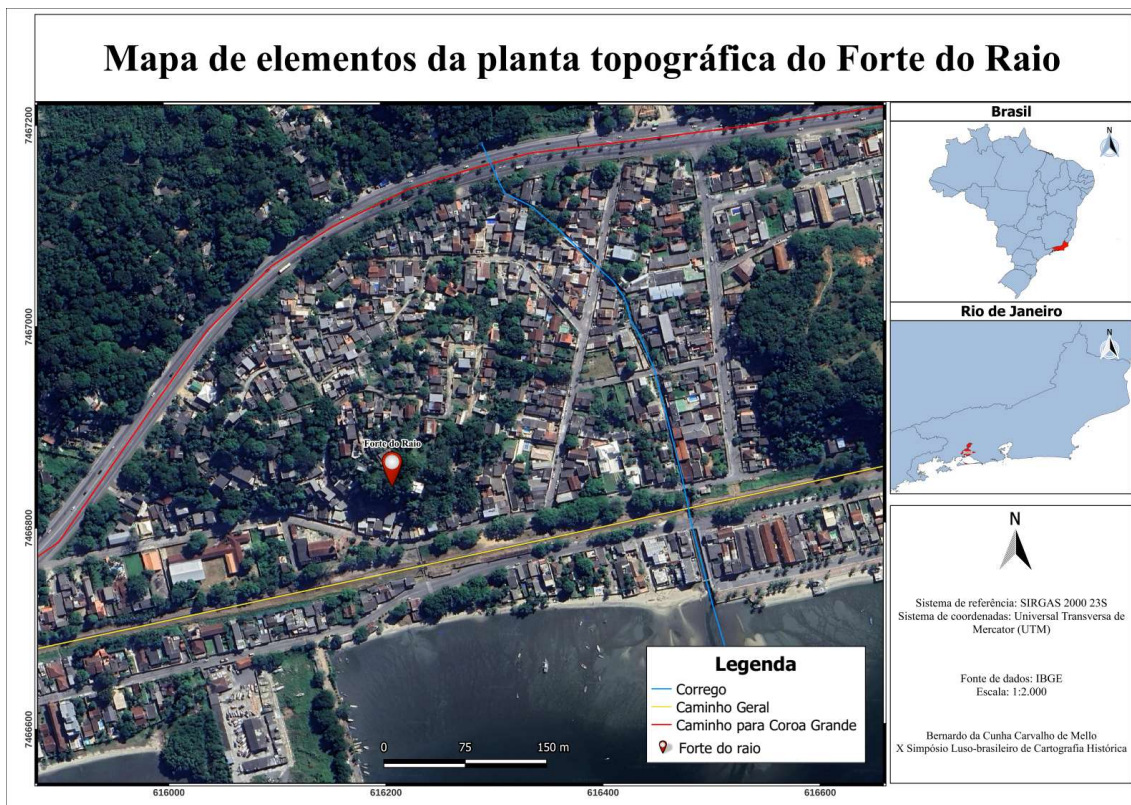 Mapa de elementos da planta topográfica do Forte do Raio
7467200
7467000
7466800
7466600
616000
616200
616400
616600
Forte do Raio
0
75
150 m
Legenda
Corrego
Caminho Geral
Caminho para Coroa Grande
Forte do raio
Brasil
N
Rio de Janeiro
N
N
Sistema de referência: SIRGAS 2000 23S
Sistema de coordenadas: Universal Transversa de
Mercator (UTM)
Fonte de dados: IBGE
Escala: 1:2.000
Bernardo da Cunha Carvalho de Mello
X Simpósio Luso-brasileiro de Cartografia Histórica